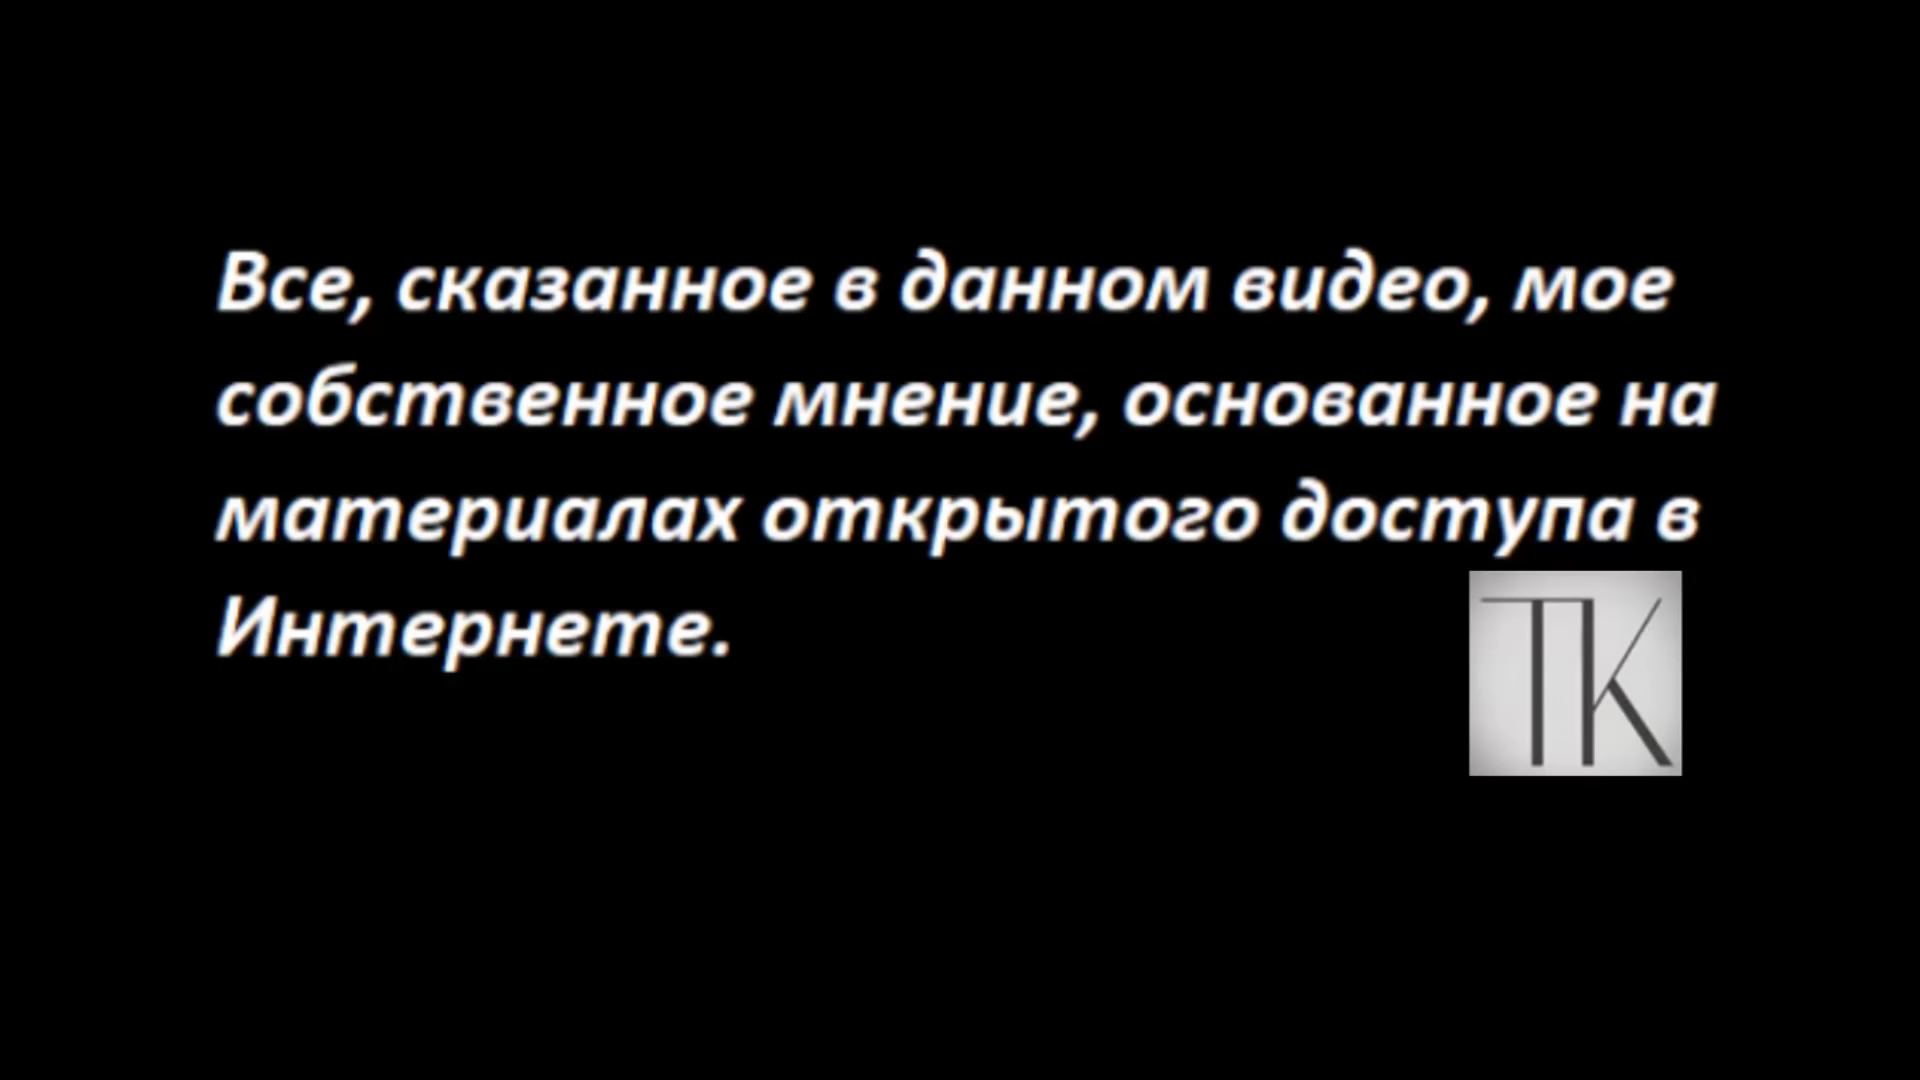 Все, сказанное в данном видео, мое
собственное мнение, основанное на
материалах открытого доступа в
Интернете.
TK